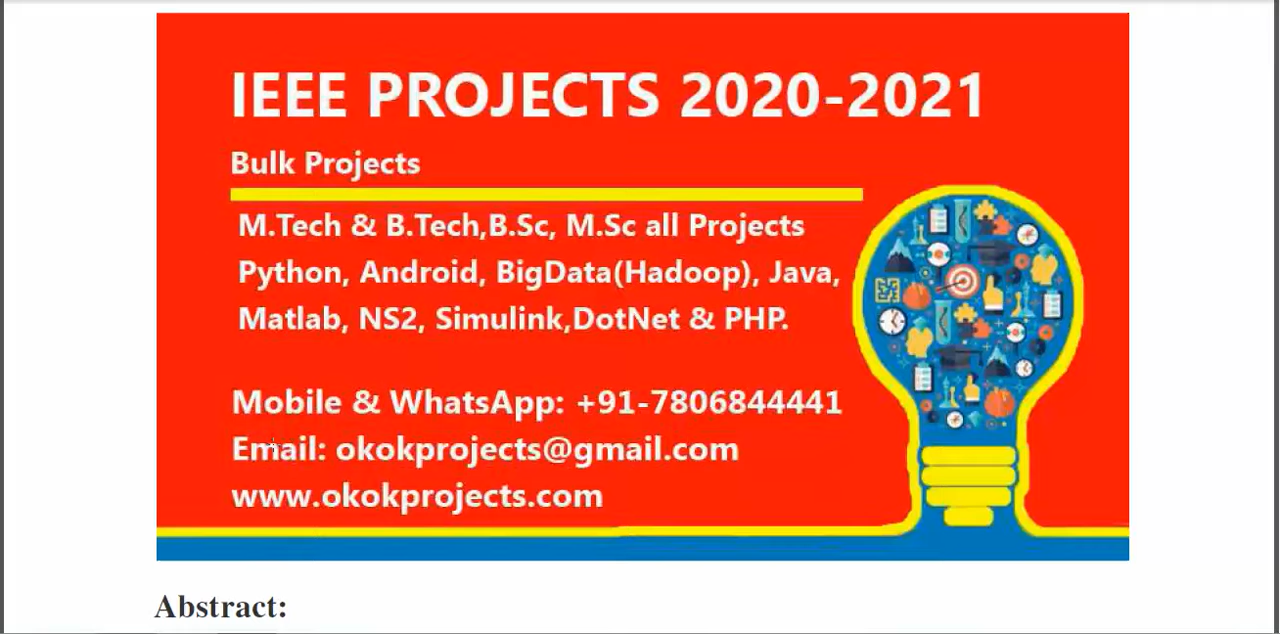 IEEE PROJECTS 2020-2021
Bulk Projects
M.Tech & B.Tech,B.Sc, M.Sc all Projects
Python, Android, BigData(Hadoop), Java,
Matlab, NS2, Simulink,DotNet & PHP.
Mobile & WhatsApp: +91-7806844441
Email: okokprojects@gmail.com
www.okokprojects.com
Abstract: